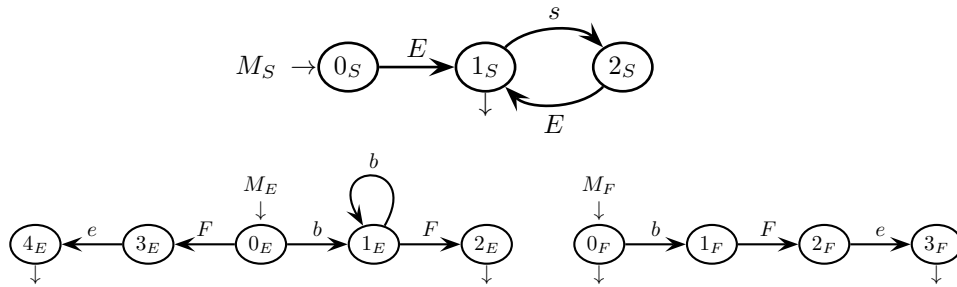 s
M_S → 0_S E 1_S 2_S
↓
E
b
M_E M_F
↓ ↓
4_E e 3_E F 0_E b 1_E F 2_E 0_F b 1_F F 2_F e 3_F
↓ ↓ ↓ ↓